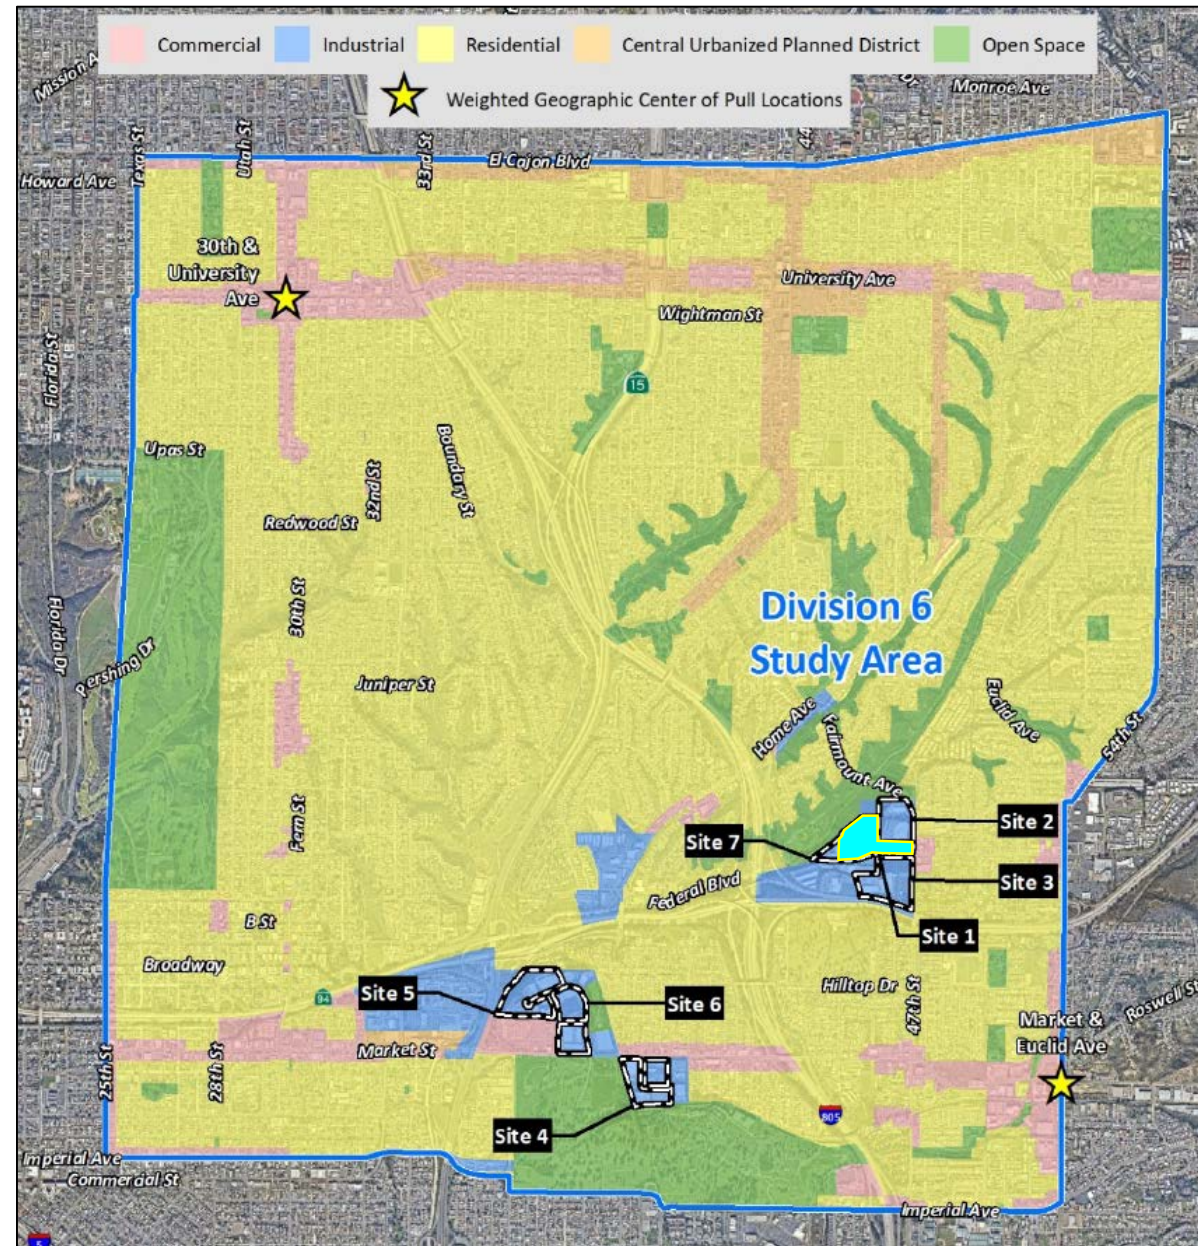 Commercial
Industrial
Residential
Central Urbanized Planned District
Open Space
Weighted Geographic Center of Pull Locations
Mission A
Dr
Monroe Ave
Texas St
Utah St
33rd St
44
El Cajon Blvd
Howard Ave
30th &
University
Ave
University Ave
Wightman St
Florida St
15
Upas St
Boundary St
32nd St
Redwood St
30th St
Division 6
Study Area
Florida Dr
Pershing Dr
Juniper St
Home Ave
Euclid Ave
Fairmount Ave
54th St
Fern St
Site 2
Site 7
Federal Blvd
Site 3
B St
Site 1
Broadway
94
Site 5
Site 6
Hilltop Dr
47th St
Roswell St
Market &
Euclid Ave
Market St
25th St
28th St
805
Site 4
Imperial Ave
Commercial St
Imperial Ave
5